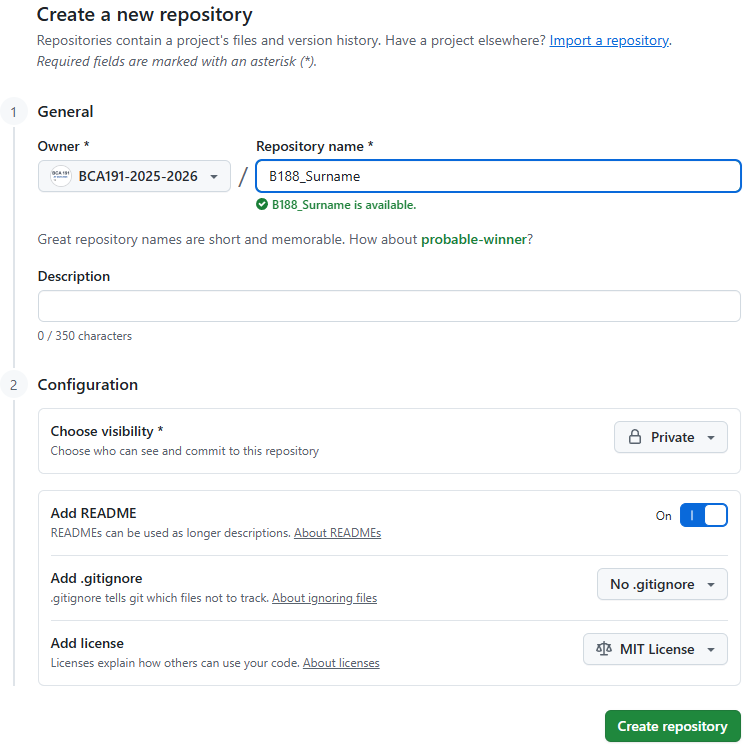 Create a new repository
Repositories contain a project's files and version history. Have a project elsewhere? Import a repository.
Required fields are marked with an asterisk (*).
1 General
Owner * Repository name *
BCA191-2025-2026 / B188_Surname
B188_Surname is available.
Great repository names are short and memorable. How about probable-winner?
Description
0 / 350 characters
2 Configuration
Choose visibility * Private
Choose who can see and commit to this repository
Add README
On
READMEs can be used as longer descriptions. About READMEs
Add .gitignore
No .gitignore
.gitignore tells git which files not to track. About ignoring files
Add license
MIT License
Licenses explain how others can use your code. About licenses
Create repository